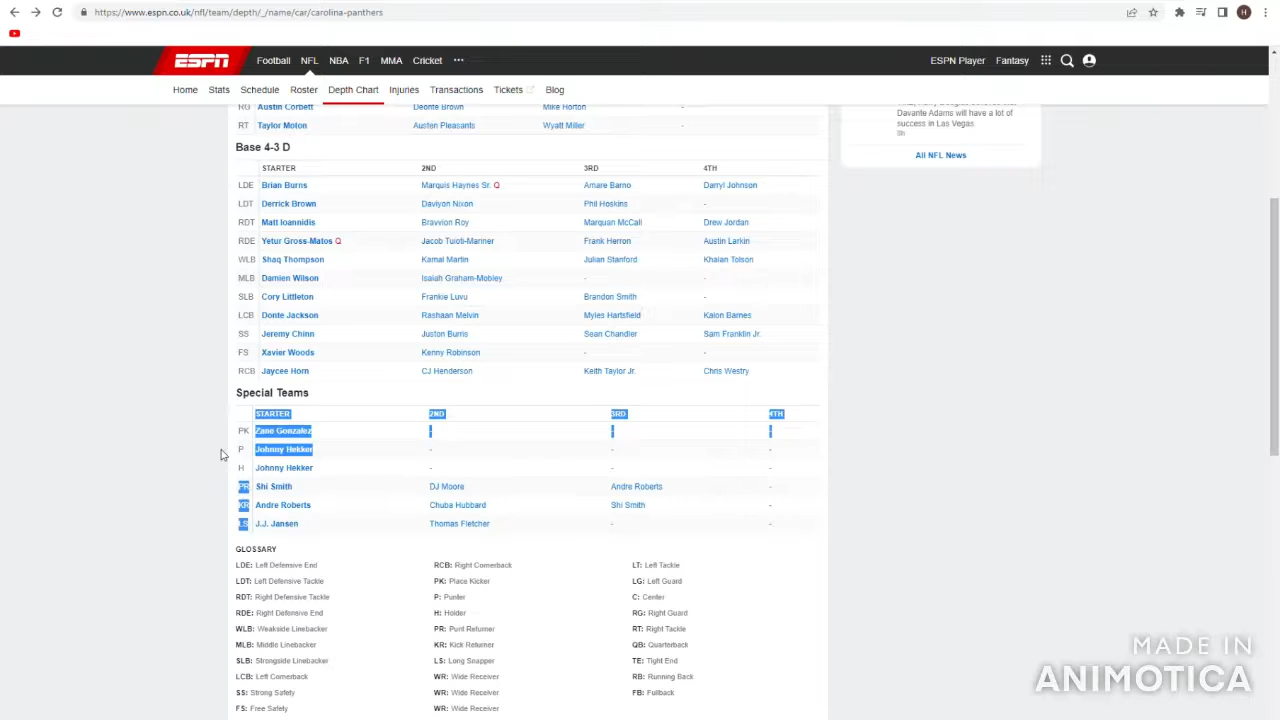 https://www.espn.co.uk/nfl/team/depth/_/name/car/carolina-panthers
H
ESPN Football NFL NBA F1 MMA Cricket ••• ESPN Player Fantasy
Home Stats Schedule Roster Depth Chart Injuries Transactions Tickets Blog
RG Austin Corbett Deonte Brown Mike Horton -
Davante Adams will have a lot of
RT Taylor Moton Austen Pleasants Wyatt Miller -
success in Las Vegas.
All NFL News
Base 4-3 D
STARTER 2ND 3RD 4TH
LDE Brian Burns Marquis Haynes Sr. Q Amare Barno Darryl Johnson
LDT Derrick Brown Daviyon Nixon Phil Hoskins -
RDT Matt Ioannidis Bravvion Roy Marquan McCall Drew Jordan
RDE Yetur Gross-Matos Q Jacob Tuioti-Mariner Frank Herron Austin Larkin
WLB Shaq Thompson Kamal Martin Julian Stanford Khalan Tolson
MLB Damien Wilson Isaiah Graham-Mobley - -
SLB Cory Littleton Frankie Luvu Brandon Smith -
LCB Donte Jackson Rashaan Melvin Myles Hartsfield Kalon Barnes
SS Jeremy Chinn Juston Burris Sean Chandler Sam Franklin Jr.
FS Xavier Woods Kenny Robinson - -
RCB Jaycee Horn CJ Henderson Keith Taylor Jr. Chris Westry
Special Teams
STARTER 2ND 3RD 4TH
PK Zane Gonzalez - - -
P Johnny Hekker - - -
H Johnny Hekker - - -
PR Shi Smith DJ Moore Andre Roberts -
KR Andre Roberts Chuba Hubbard Shi Smith -
LS J.J. Jansen Thomas Fletcher - -
GLOSSARY
LDE: Left Defensive End RCB: Right Cornerback LT: Left Tackle
LDT: Left Defensive Tackle PK: Place Kicker LG: Left Guard
RDT: Right Defensive Tackle P: Punter C: Center
RDE: Right Defensive End H: Holder RG: Right Guard
WLB: Weakside Linebacker PR: Punt Returner RT: Right Tackle
MLB: Middle Linebacker KR: Kick Returner QB: Quarterback
SLB: Strongside Linebacker LS: Long Snapper TE: Tight End
LCB: Left Cornerback WR: Wide Receiver RB: Running Back
SS: Strong Safety WR: Wide Receiver FB: Fullback
FS: Free Safety WR: Wide Receiver
MADE IN
ANIMOTICA